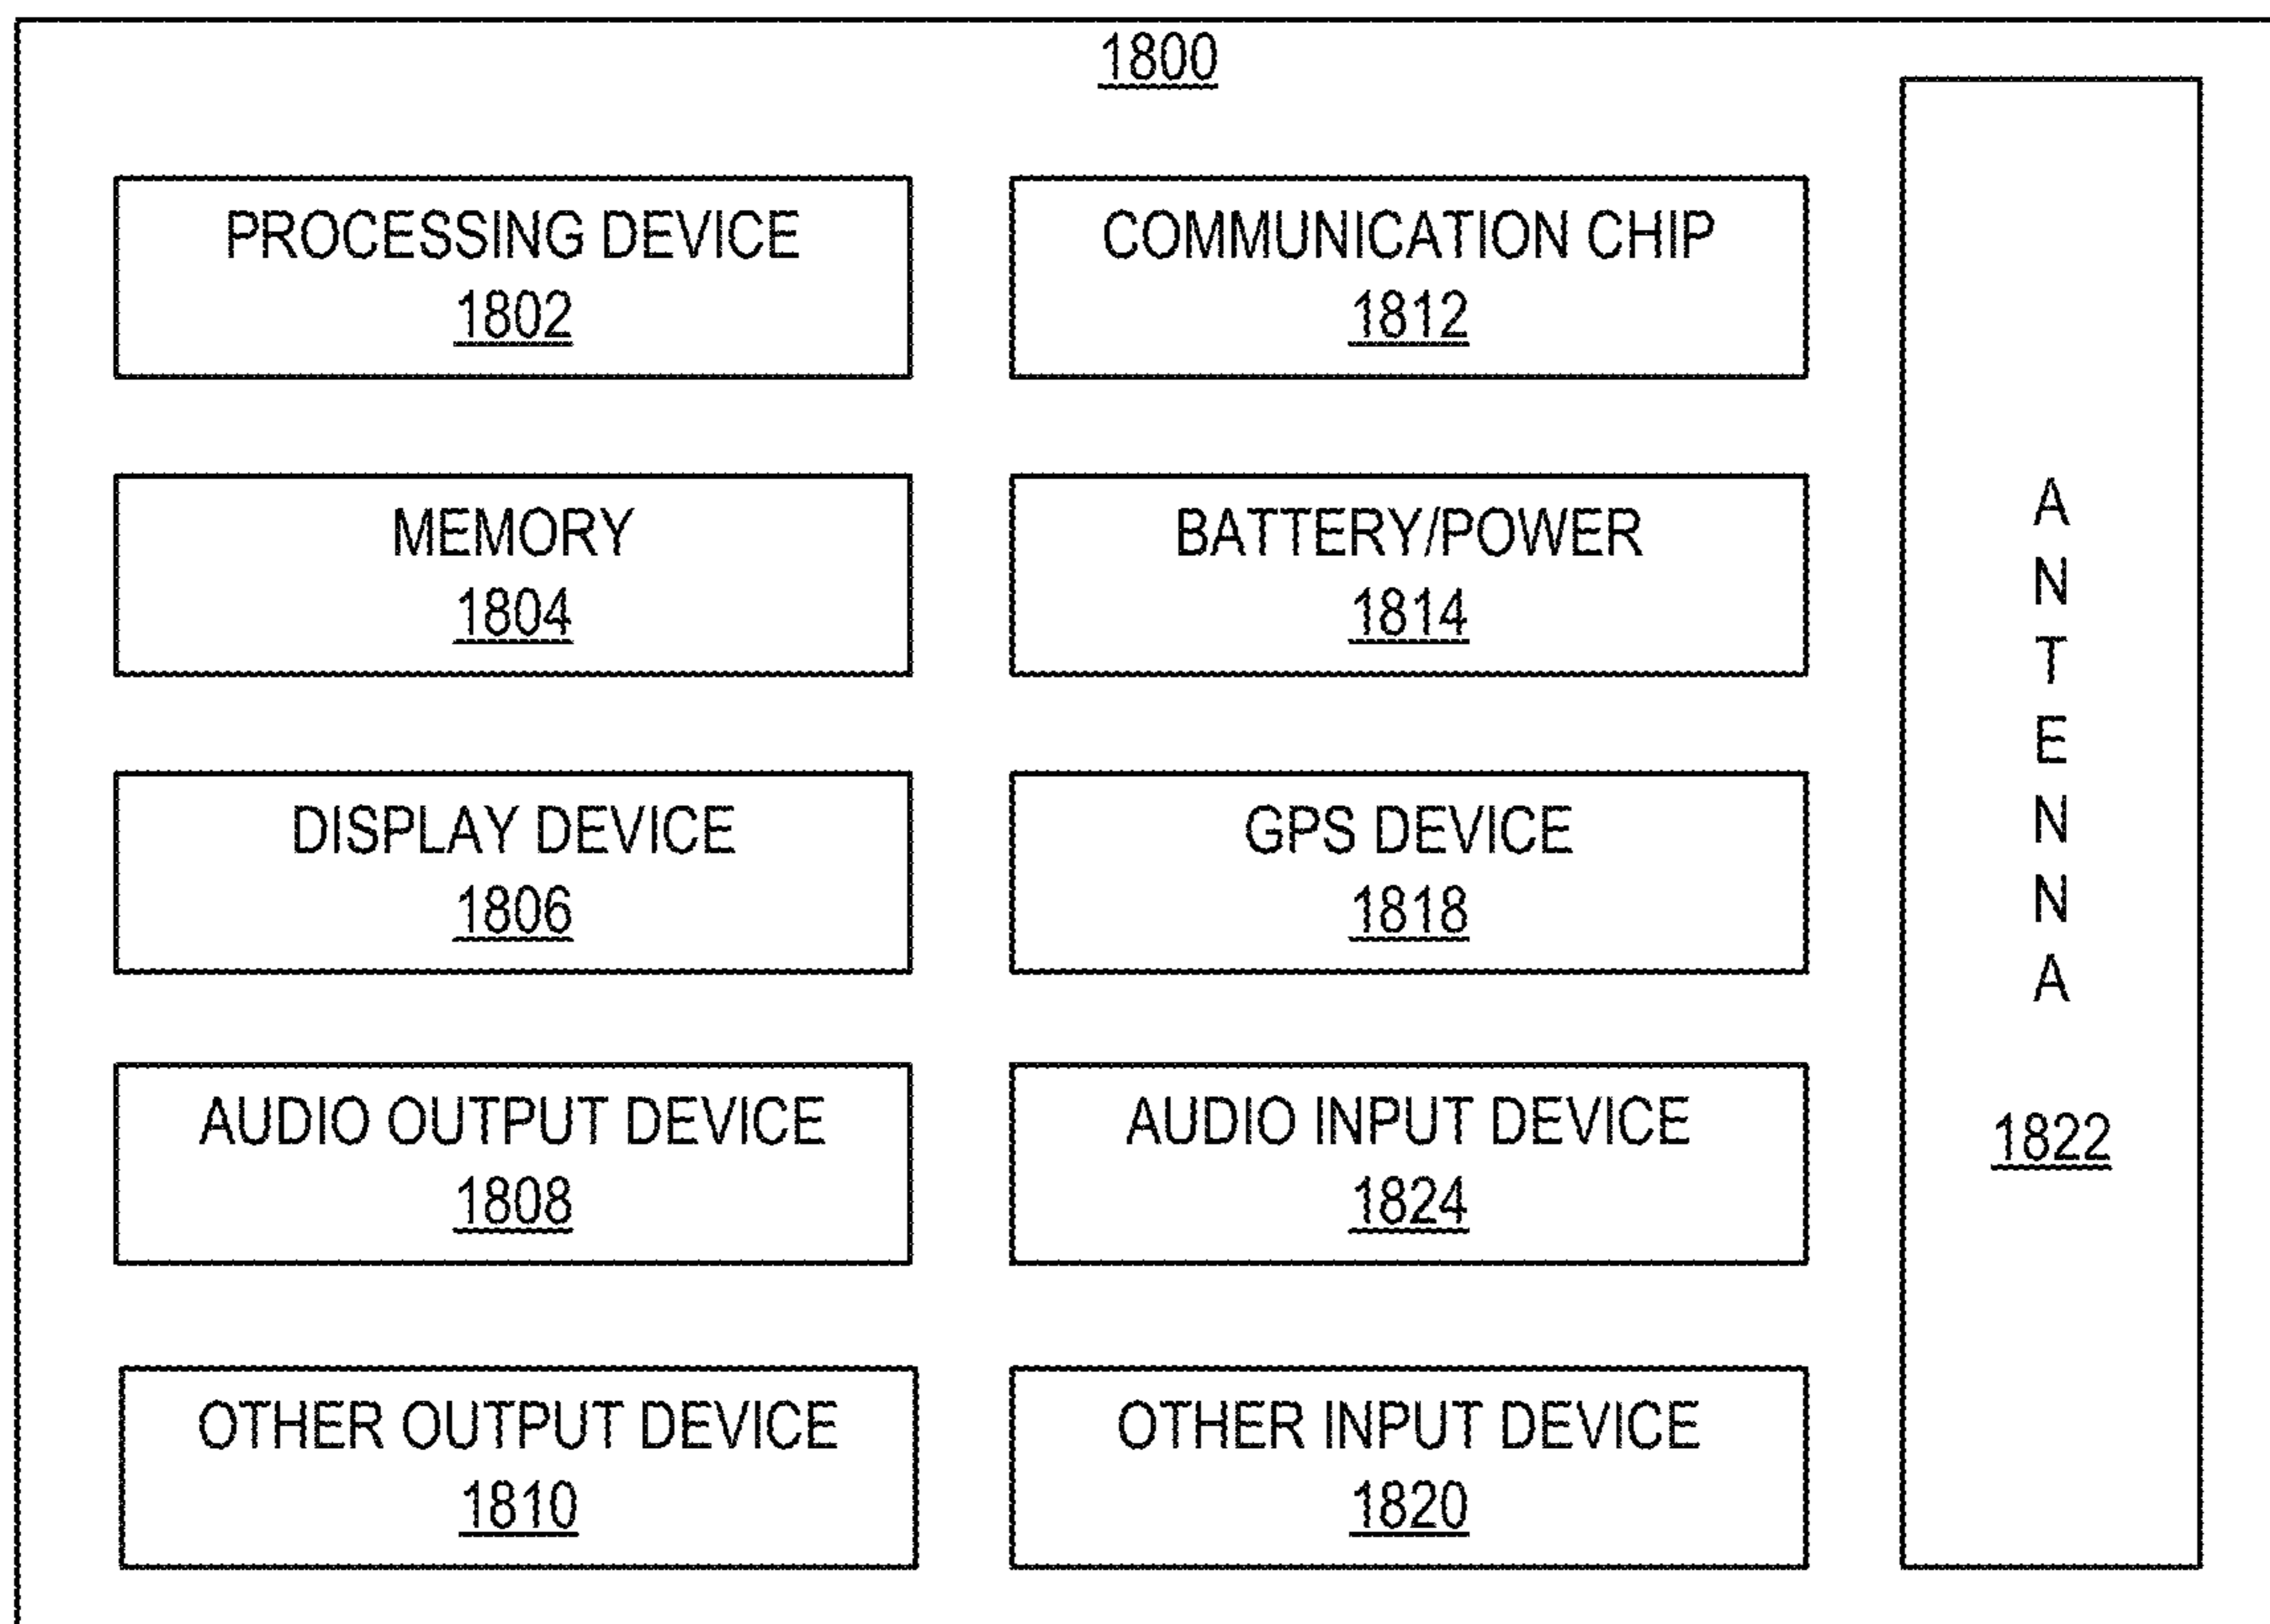 1800
PROCESSING DEVICE
1802
COMMUNICATION CHIP
1812
MEMORY
1804
BATTERY/POWER
1814
DISPLAY DEVICE
1806
GPS DEVICE
1818
AUDIO OUTPUT DEVICE
1808
AUDIO INPUT DEVICE
1824
OTHER OUTPUT DEVICE
1810
OTHER INPUT DEVICE
1820
ANTENNA
1822